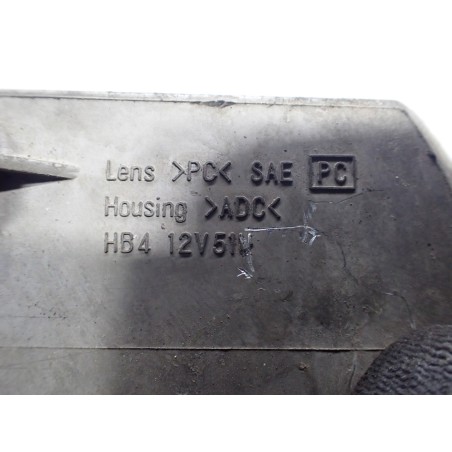 Lens >PC< SAE PC
Housing >ADC<
HB4 12V51W